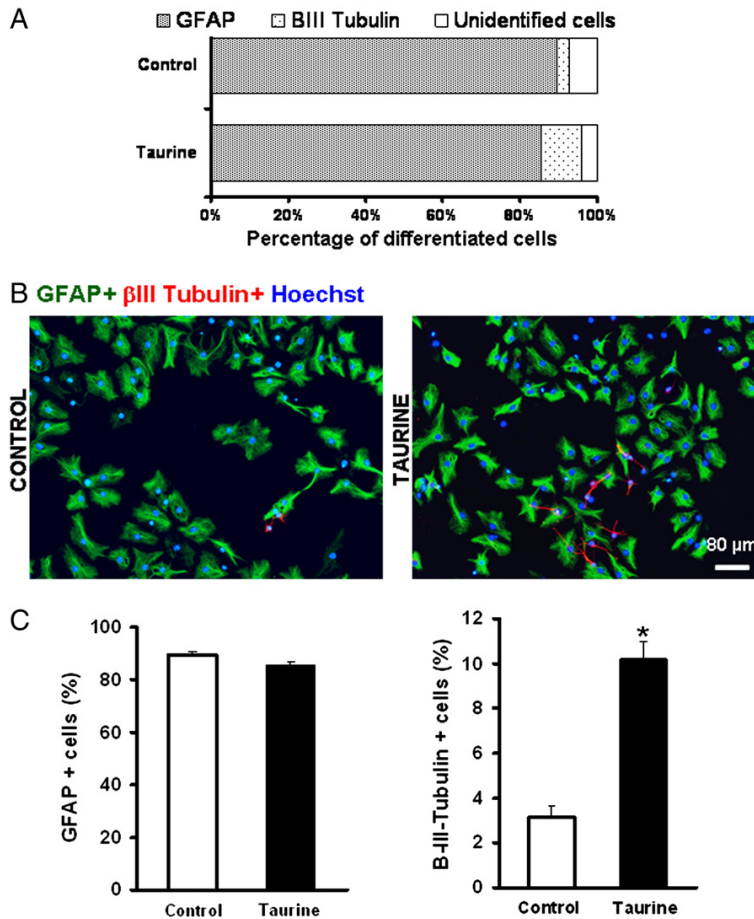 A
GFAP BIII Tubulin Unidentified cells
Control
Taurine
0% 20% 40% 60% 80% 100%
Percentage of differentiated cells
B GFAP+ βIII Tubulin+ Hoechst
CONTROL
TAURINE
80 µm
C
GFAP + cells (%)
100
80
60
40
20
0
Control Taurine
B-III-Tubulin + cells (%)
12
10
8
6
4
2
0
*
Control Taurine